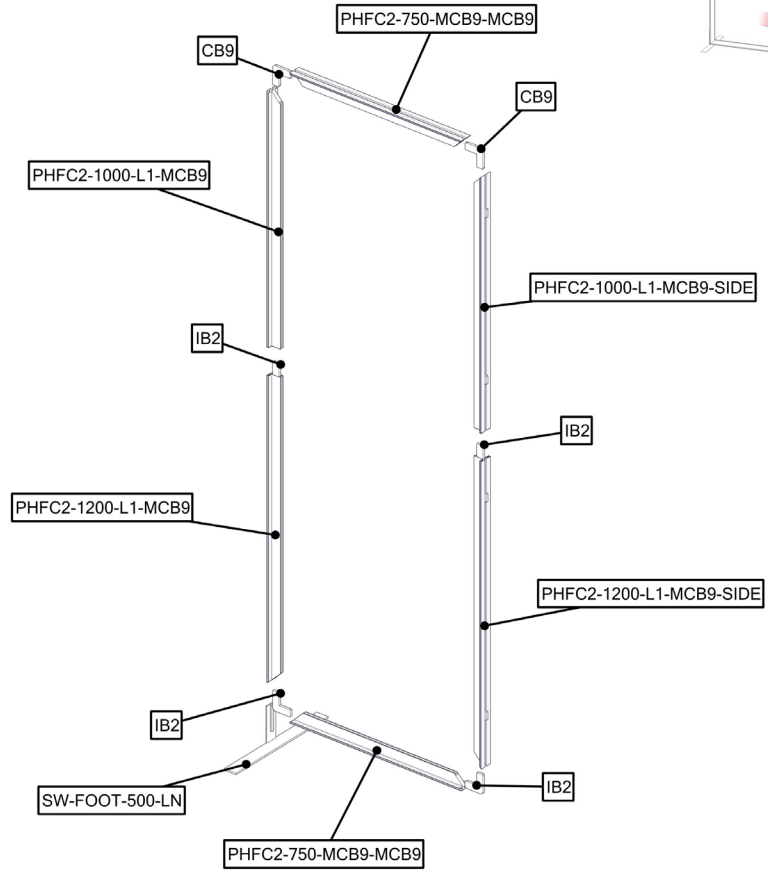 PHFC2-750-MCB9-MCB9
CB9
CB9
PHFC2-1000-L1-MCB9
PHFC2-1000-L1-MCB9-SIDE
IB2
IB2
PHFC2-1200-L1-MCB9
PHFC2-1200-L1-MCB9-SIDE
IB2
IB2
SW-FOOT-500-LN
PHFC2-750-MCB9-MCB9